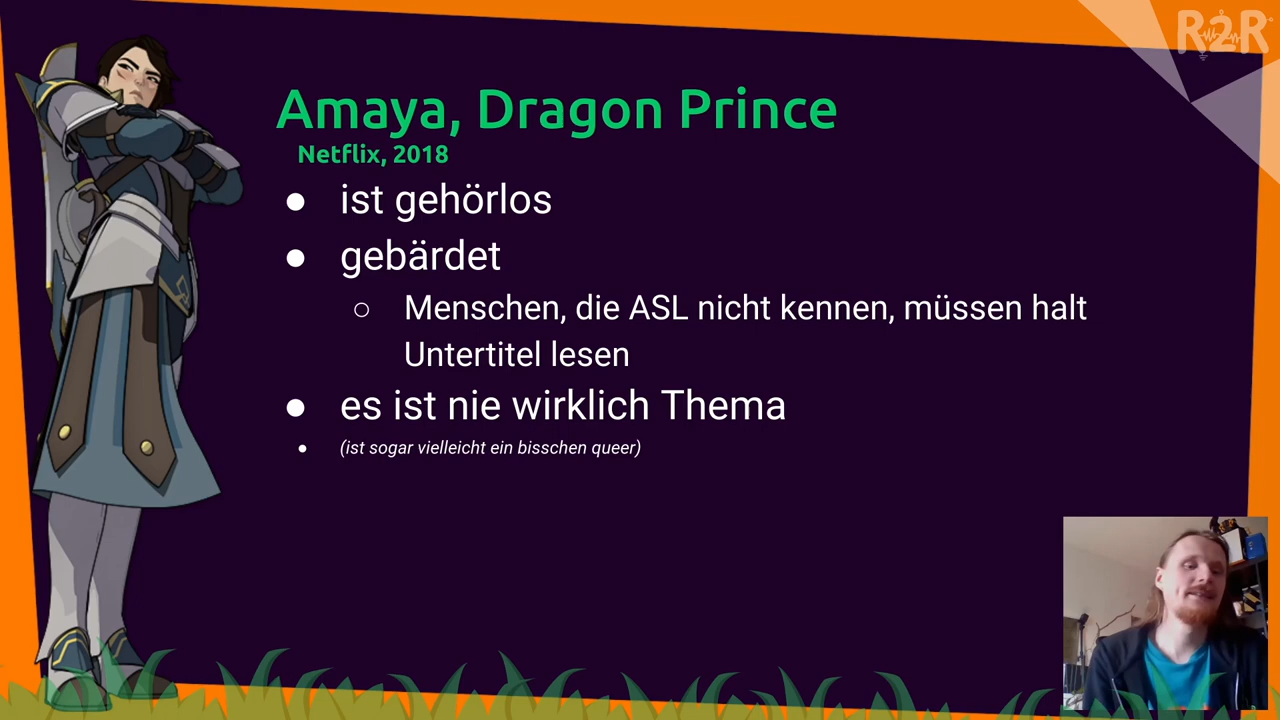 R2R
Amaya, Dragon Prince
Netflix, 2018
● ist gehörlos
● gebärdet
○ Menschen, die ASL nicht kennen, müssen halt
Untertitel lesen
● es ist nie wirklich Thema
● (ist sogar vielleicht ein bisschen queer)